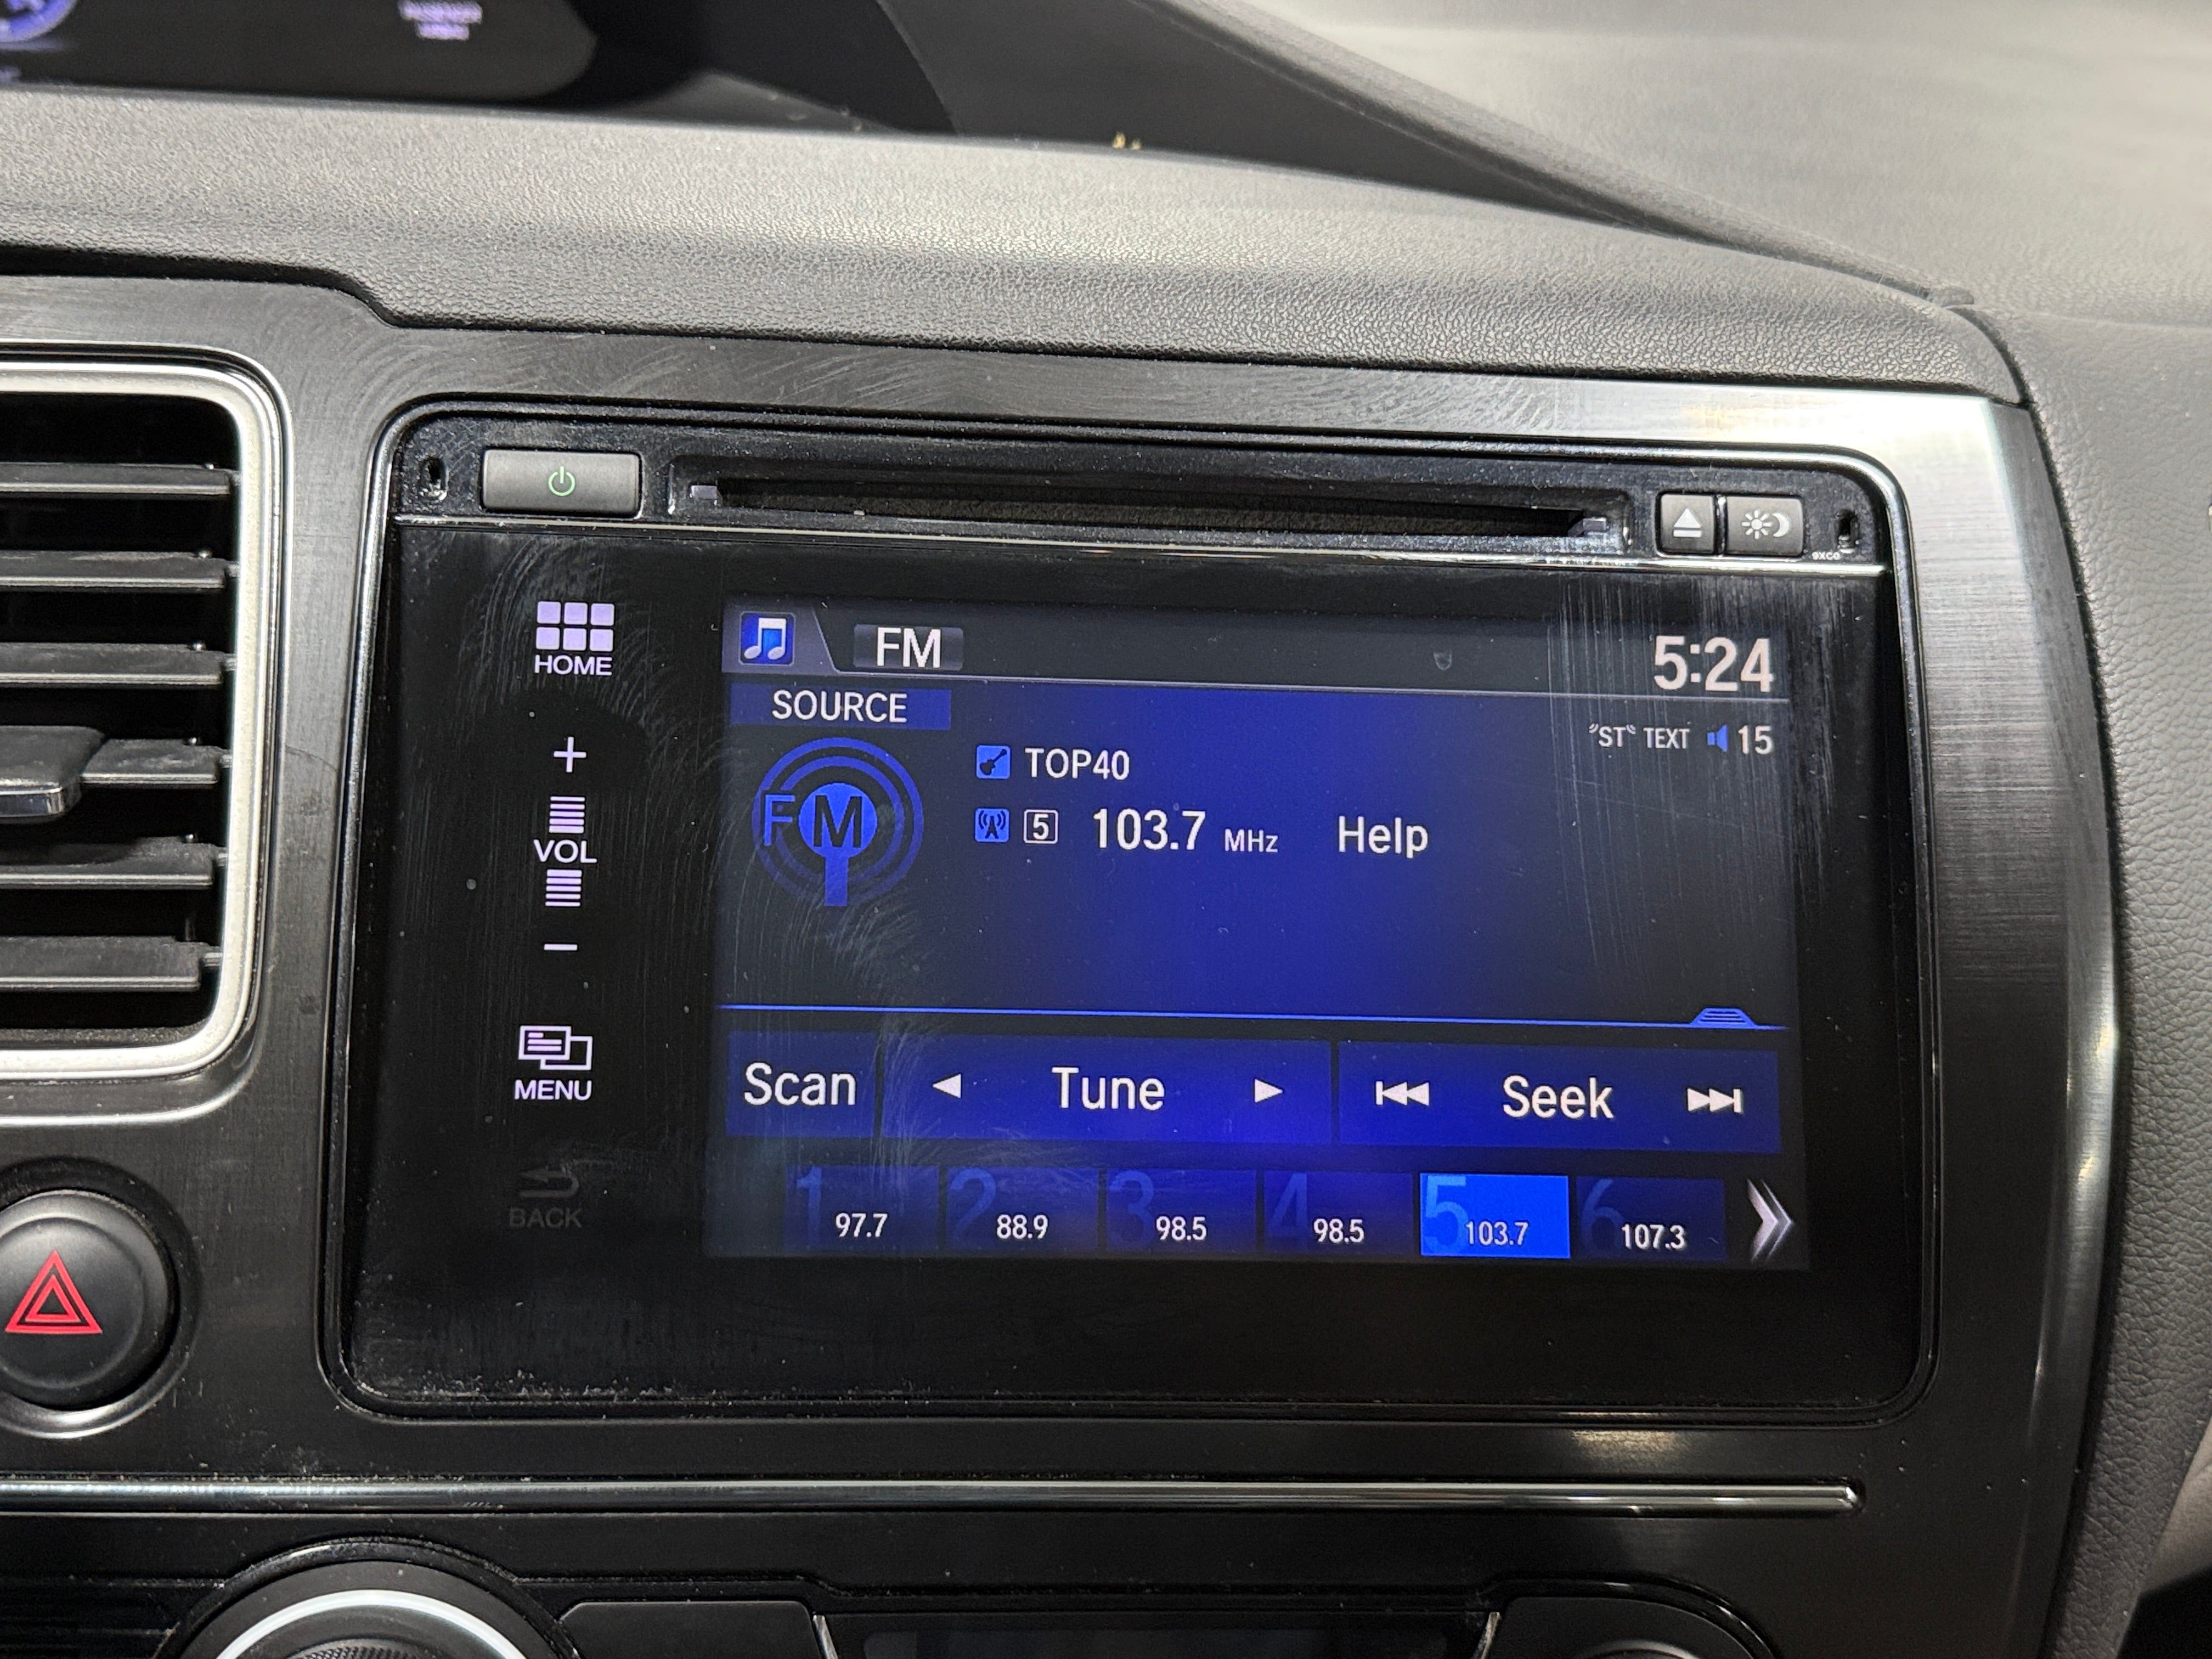 9XC0
HOME
FM
5:24
SOURCE
"ST" TEXT 15
TOP40
FM
5 103.7 MHz Help
+
VOL
−
MENU
Scan Tune Seek
1 97.7 2 88.9 3 98.5 4 98.5 5 103.7 6 107.3
BACK